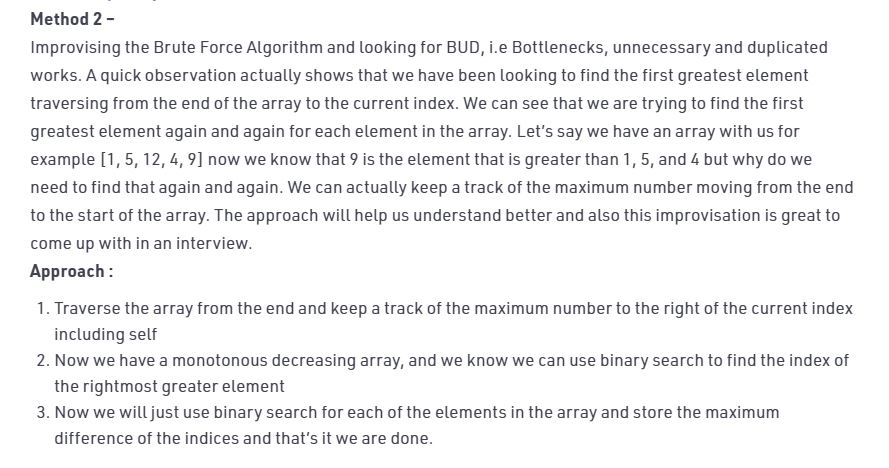 Method 2 –
Improvising the Brute Force Algorithm and looking for BUD, i.e Bottlenecks, unnecessary and duplicated
works. A quick observation actually shows that we have been looking to find the first greatest element
traversing from the end of the array to the current index. We can see that we are trying to find the first
greatest element again and again for each element in the array. Let's say we have an array with us for
example [1, 5, 12, 4, 9] now we know that 9 is the element that is greater than 1, 5, and 4 but why do we
need to find that again and again. We can actually keep a track of the maximum number moving from the end
to the start of the array. The approach will help us understand better and also this improvisation is great to
come up with in an interview.
Approach :
1. Traverse the array from the end and keep a track of the maximum number to the right of the current index
including self
2. Now we have a monotonous decreasing array, and we know we can use binary search to find the index of
the rightmost greater element
3. Now we will just use binary search for each of the elements in the array and store the maximum
difference of the indices and that's it we are done.